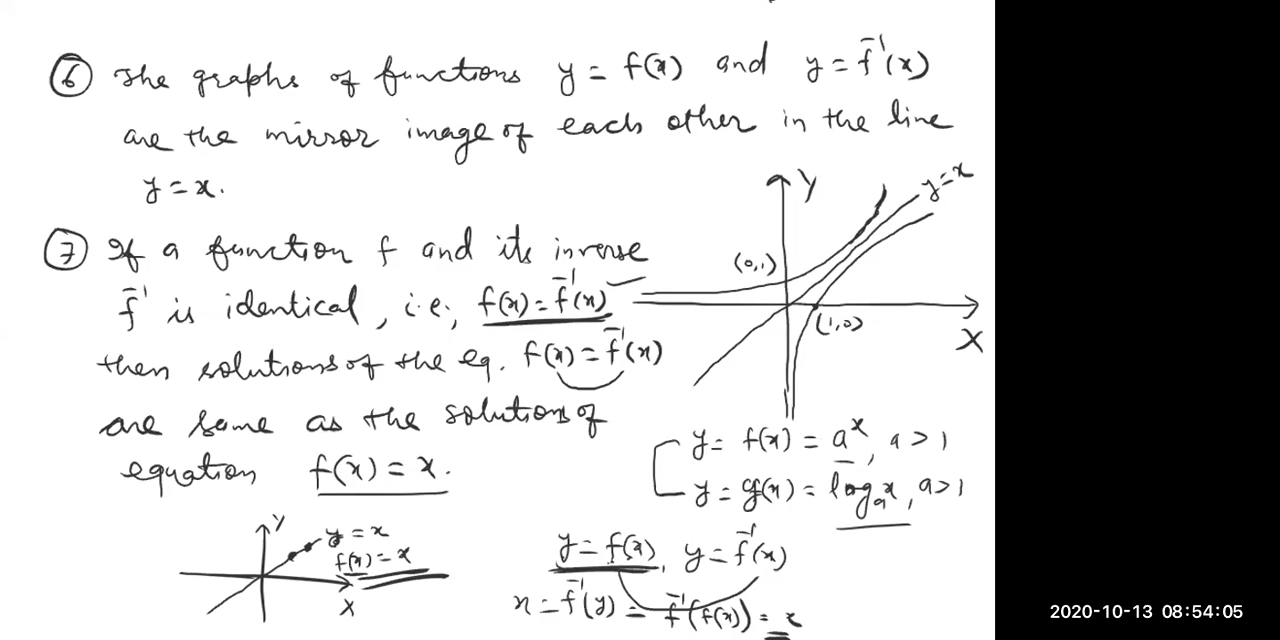 ⑥ The graphs of functions y = f(x) and y = f⁻¹(x)
are the mirror image of each other in the line
y = x.
⑦ If a function f and its inverse
f⁻¹ is identical, i.e., f(x) = f⁻¹(x)
then solutions of the eq. f(x) = f⁻¹(x)
are same as the solution of
equation f(x) = x.
Y
y = x
(0,1)
(1,0)
X
y = f(x) = aˣ, a > 1
y = g(x) = logₐx, a > 1
Y
y = x
f(x) = x
X
y = f(x), y = f⁻¹(x)
x = f⁻¹(y) = f⁻¹(f(x)) = x
2020-10-13 08:54:05